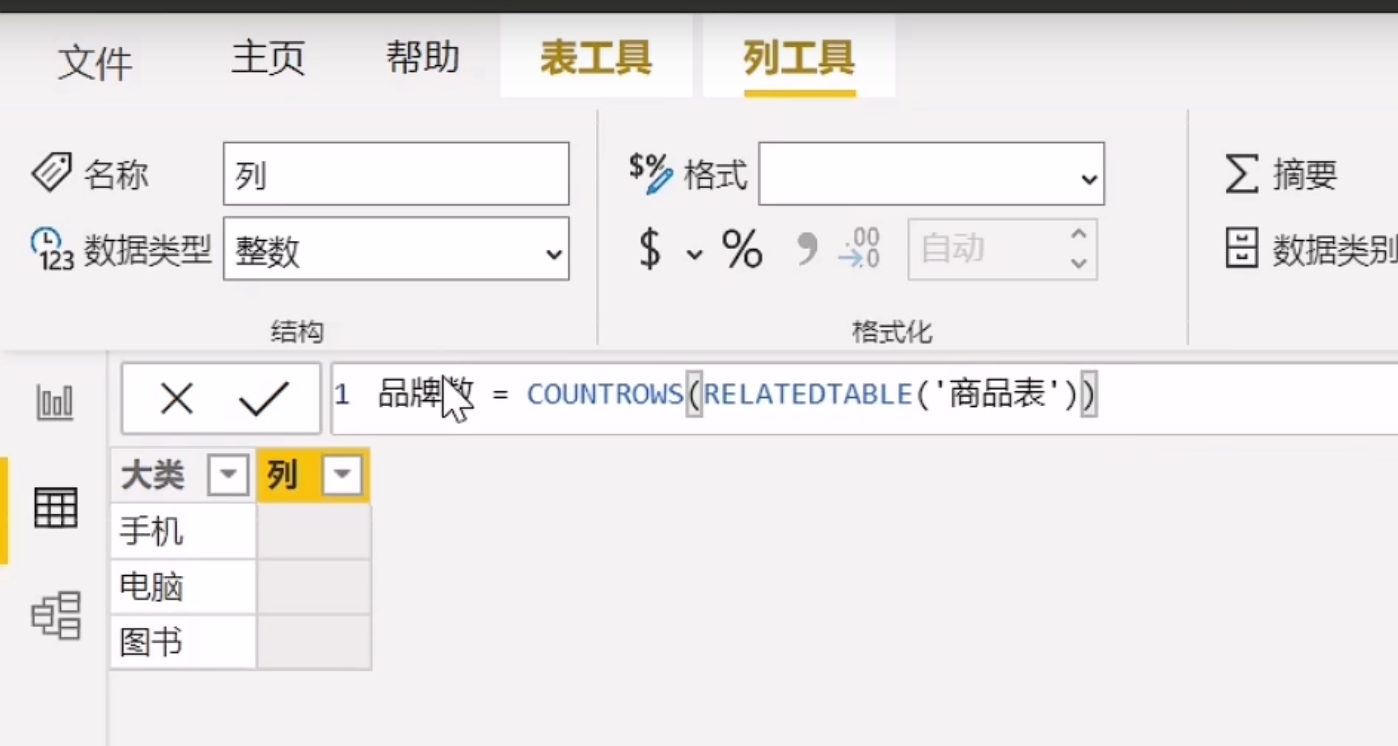 文件 主页 帮助 表工具 列工具
名称 列 $% 格式 摘要
123 数据类型 整数 $ % .00 .0 自动 数据类别
结构 格式化
1 品牌数 = COUNTROWS(RELATEDTABLE('商品表'))
大类 列
手机
电脑
图书